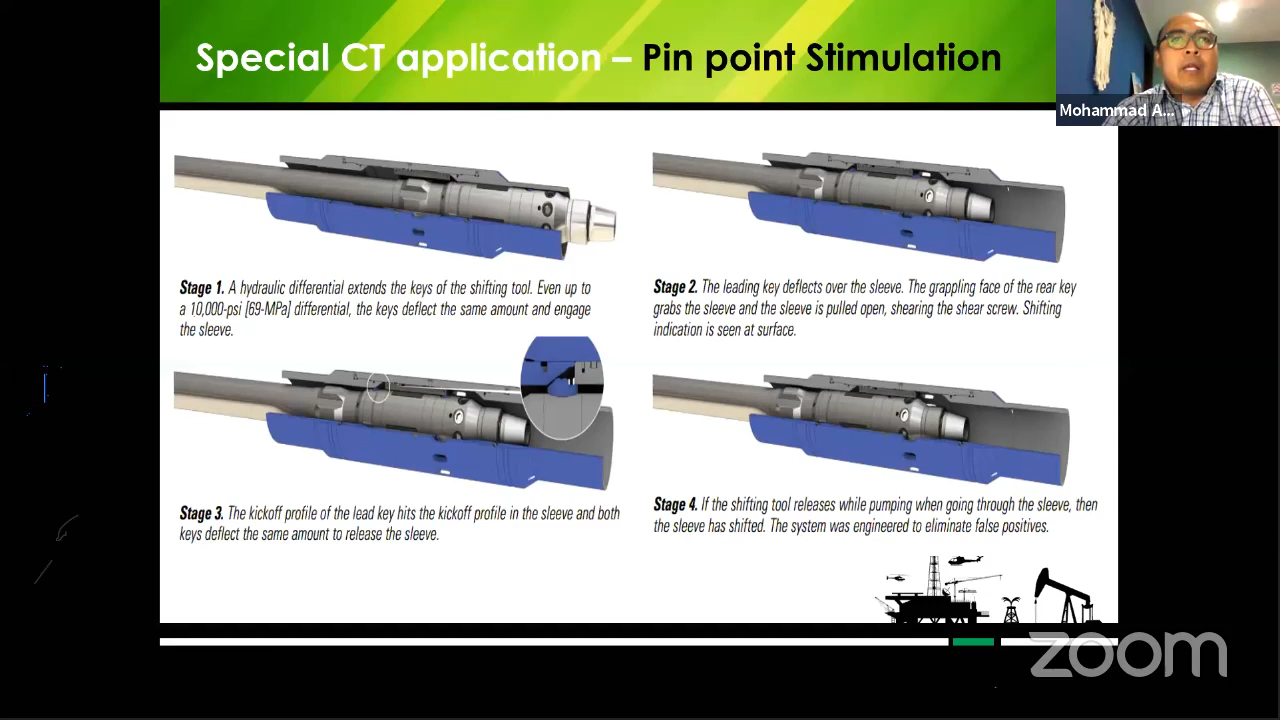 Special CT application – Pin point Stimulation
Mohammad A...
Stage 1. A hydraulic differential extends the keys of the shifting tool. Even up to
a 10,000-psi [69-MPa] differential, the keys deflect the same amount and engage
the sleeve.
Stage 2. The leading key deflects over the sleeve. The grappling face of the rear key
grabs the sleeve and the sleeve is pulled open, shearing the shear screw. Shifting
indication is seen at surface.
Stage 3. The kickoff profile of the lead key hits the kickoff profile in the sleeve and both
keys deflect the same amount to release the sleeve.
Stage 4. If the shifting tool releases while pumping when going through the sleeve, then
the sleeve has shifted. The system was engineered to eliminate false positives.
zoom